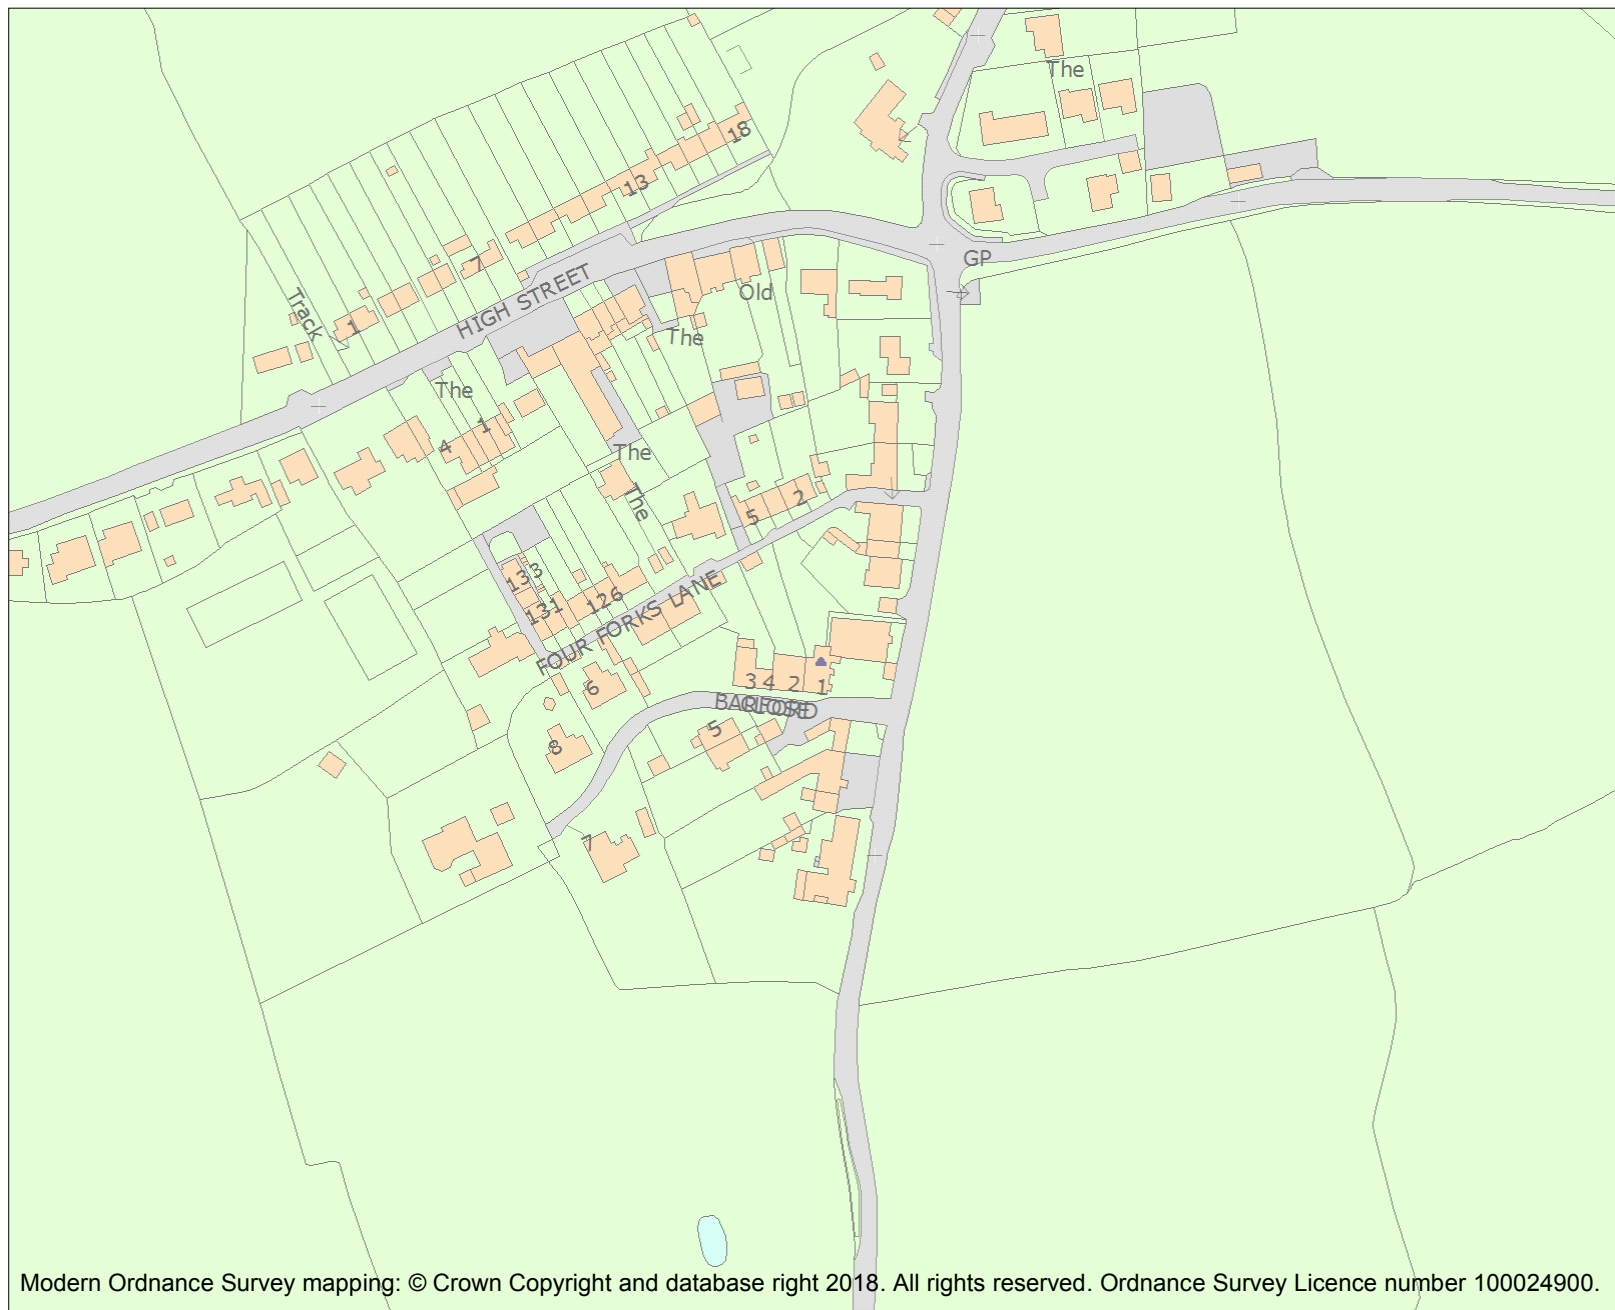 The
18
13
GP
7
Old
Track
HIGH STREET
1
The
The
1
4
The
The
2
5
133
131
126
FOUR FORKS LANE
6
3
4
2
1
BARFORD
CLOSE
5
8
7
Modern Ordnance Survey mapping: © Crown Copyright and database right 2018. All rights reserved. Ordnance Survey Licence number 100024900.